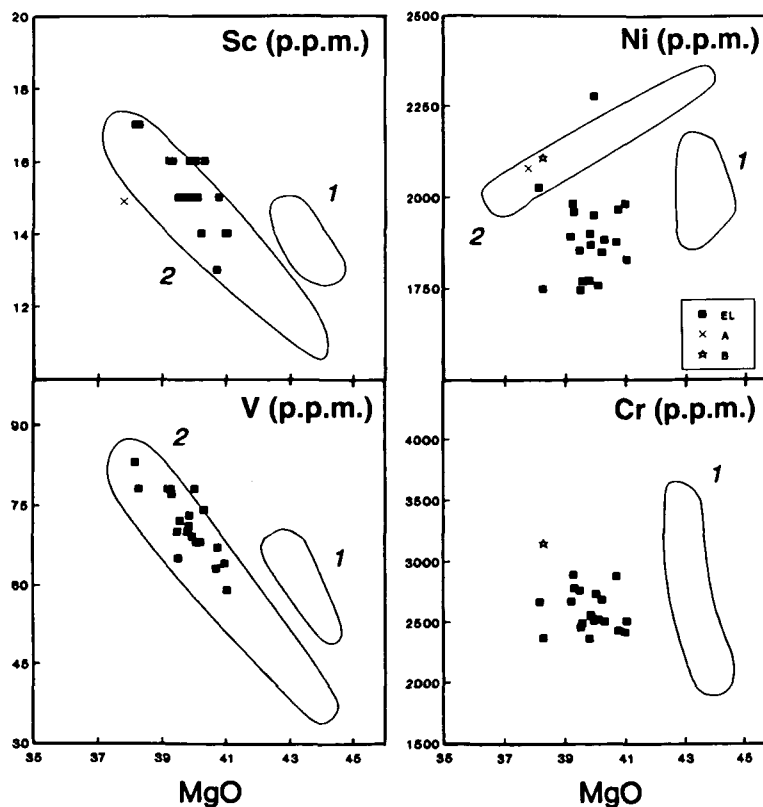 Sc (p.p.m.)
20
18
16
14
12
1
2
Ni (p.p.m.)
2500
2250
2000
1750
1
2
EL
A
B
V (p.p.m.)
90
75
60
45
30
2
1
35 37 39 41 43 45
MgO
Cr (p.p.m.)
4000
3500
3000
2500
2000
1500
1
35 37 39 41 43 45
MgO